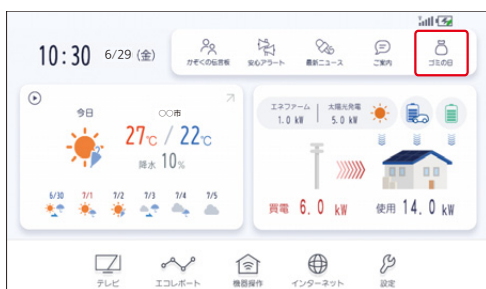 10:30 6/29 (金)
かぞくの伝言板 安心アラート 最新ニュース ご案内 ゴミの日
今日 ○○市
27℃ / 22℃
降水 10%
6/30 7/1 7/2 7/3 7/4 7/5
エネファーム 太陽光発電
1.0 kW 5.0 kW
買電 6.0 kW 使用 14.0 kW
テレビ エコレポート 機器操作 インターネット 設定